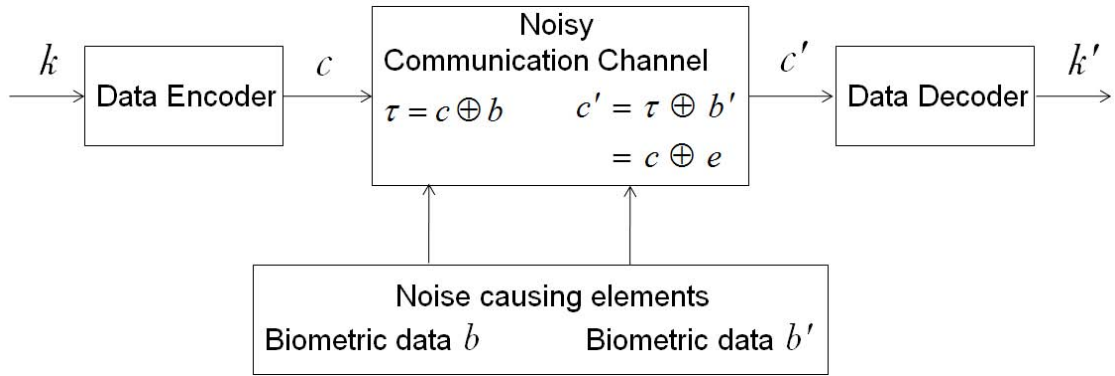 Noisy
Communication Channel
k
Data Encoder
c
τ = c ⊕ b
c′ = τ ⊕ b′
= c ⊕ e
c′
Data Decoder
k′
Noise causing elements
Biometric data b
Biometric data b′